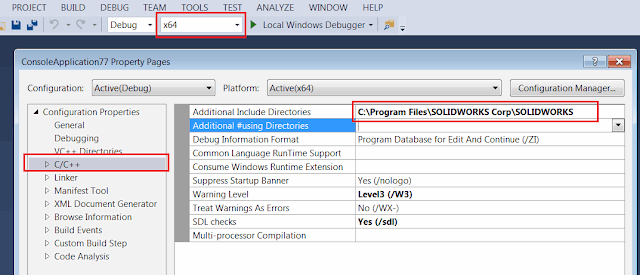 PROJECT BUILD DEBUG TEAM TOOLS TEST ANALYZE WINDOW HELP
Debug x64 Local Windows Debugger
ConsoleApplication77 Property Pages
Configuration: Active(Debug) Platform: Active(x64) Configuration Manager...
Configuration Properties
General
Debugging
VC++ Directories
C/C++
Linker
Manifest Tool
XML Document Generator
Browse Information
Build Events
Custom Build Step
Code Analysis
Additional Include Directories C:\Program Files\SOLIDWORKS Corp\SOLIDWORKS
Additional #using Directories
Debug Information Format Program Database for Edit And Continue (/ZI)
Common Language RunTime Support
Consume Windows Runtime Extension
Suppress Startup Banner Yes (/nologo)
Warning Level Level3 (/W3)
Treat Warnings As Errors No (/WX-)
SDL checks Yes (/sdl)
Multi-processor Compilation